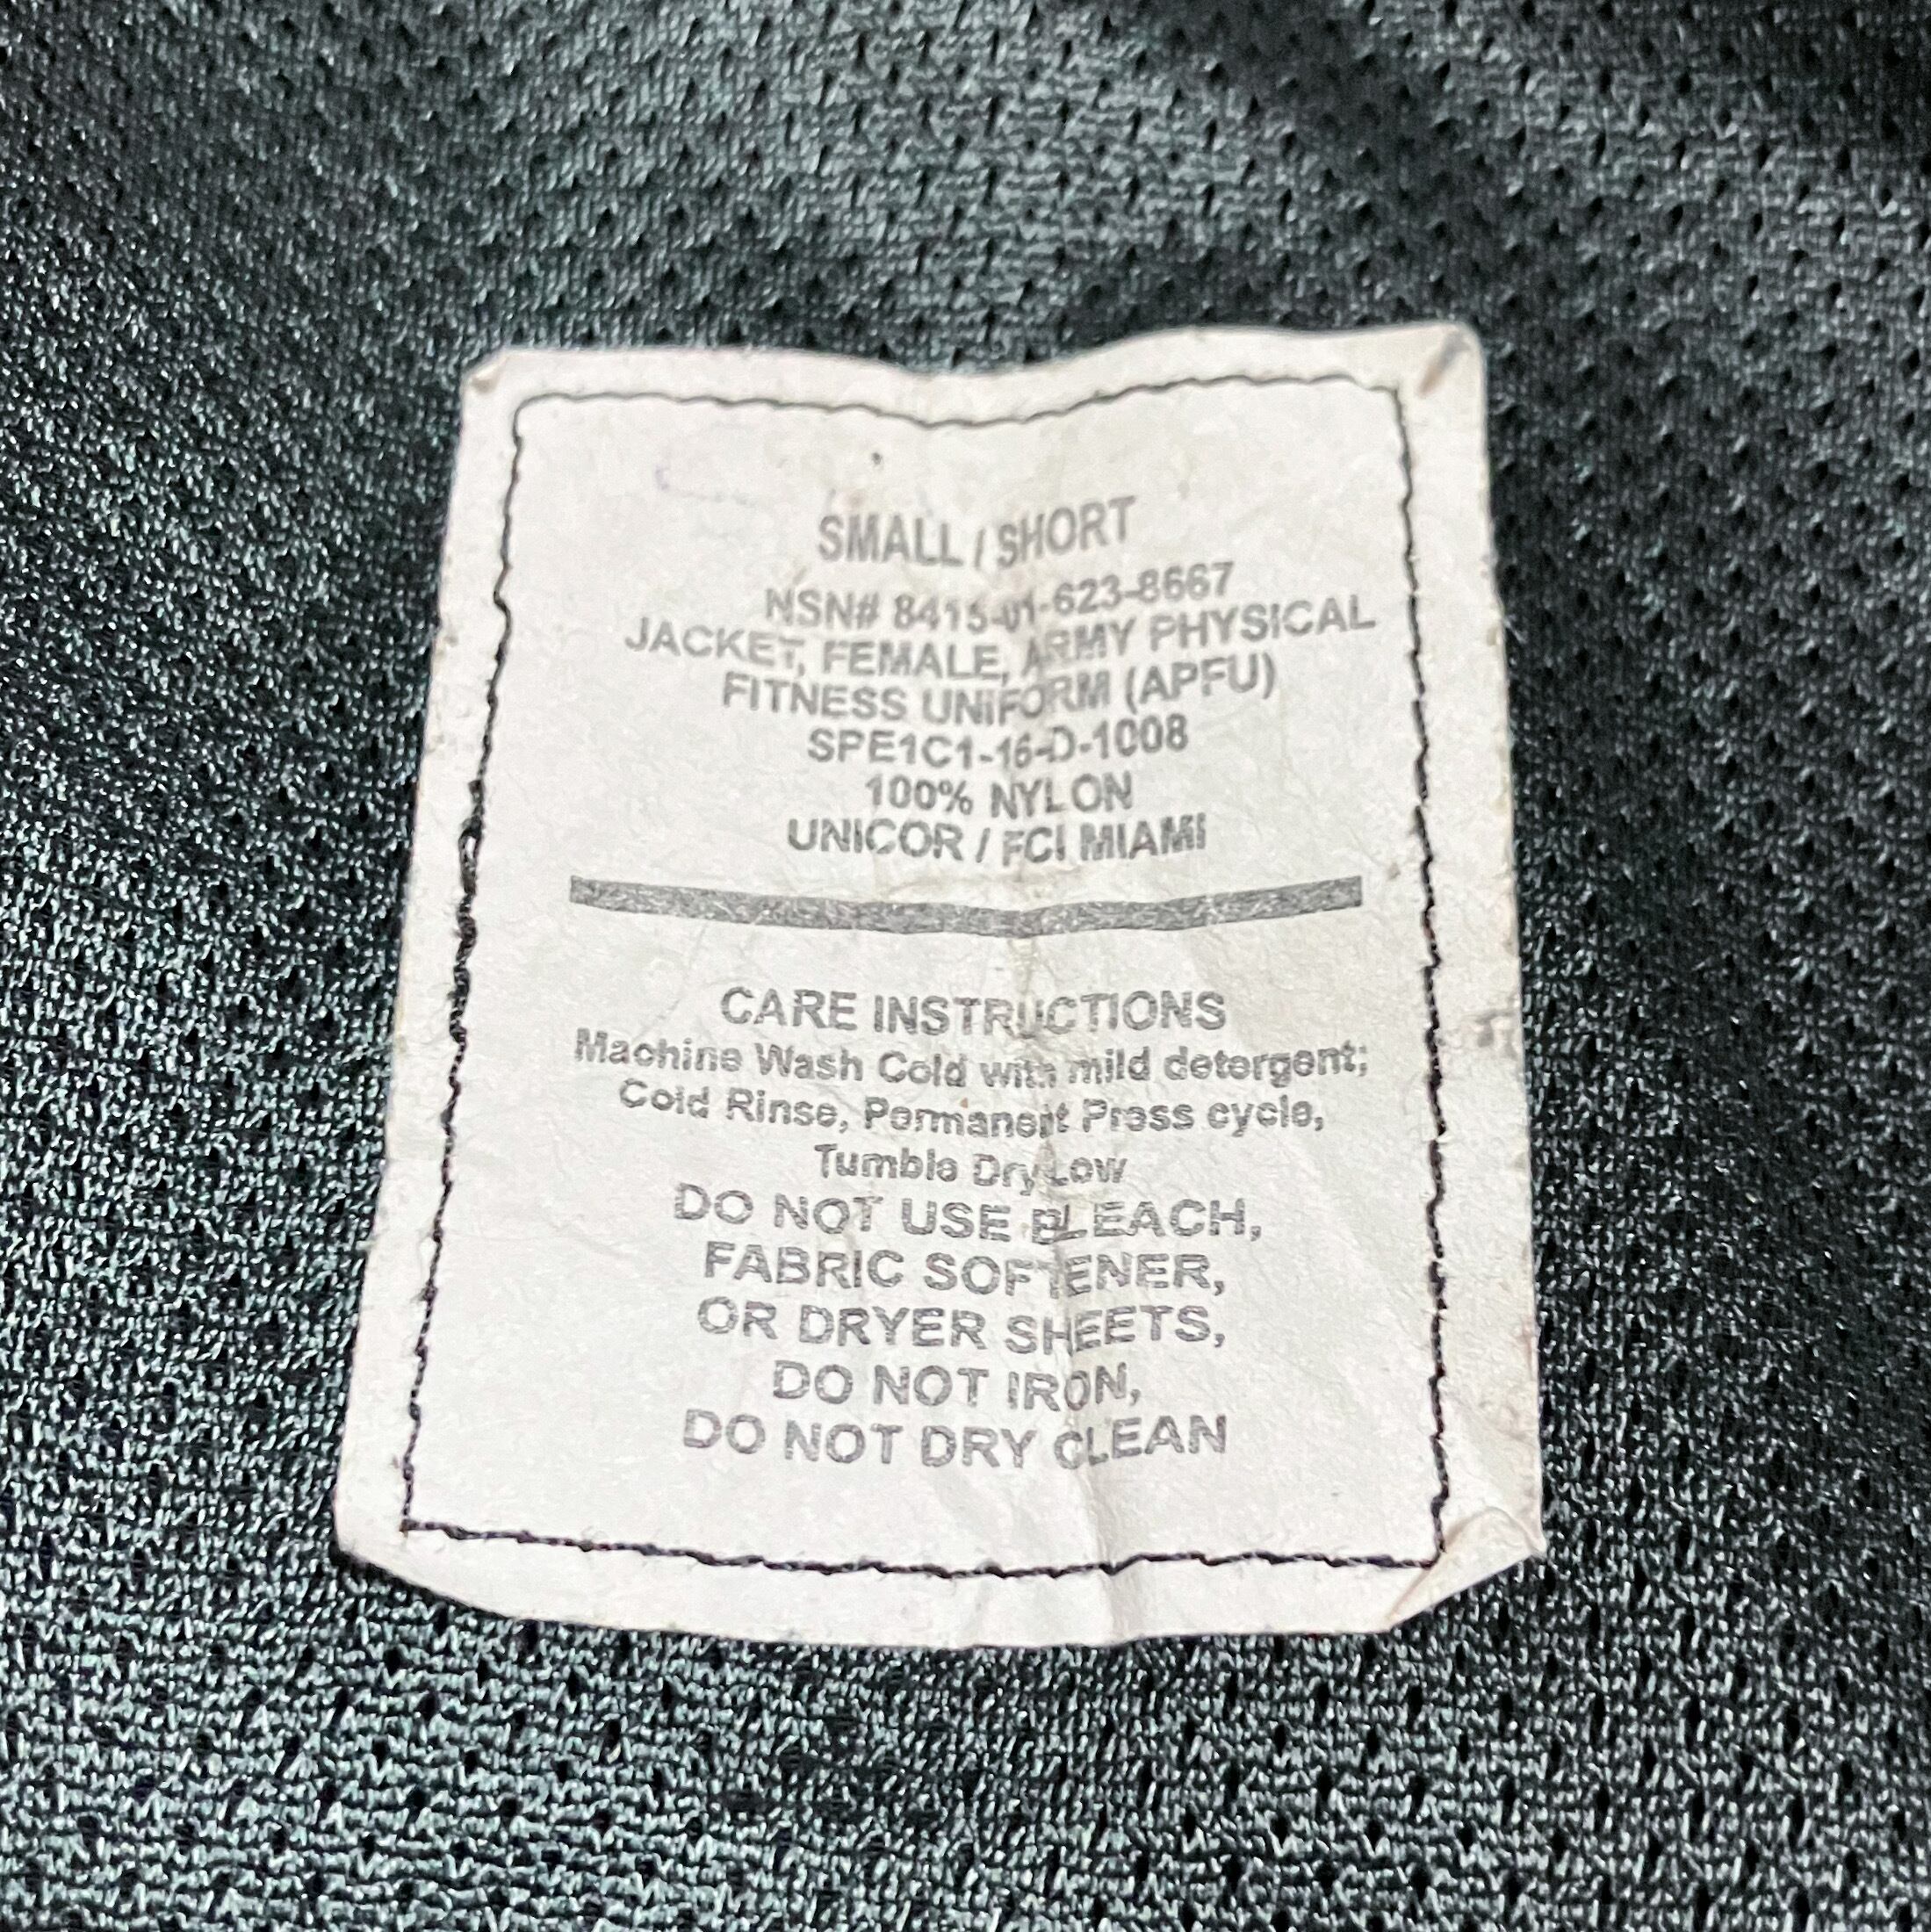 SMALL / SHORT
NSN# 8415-01-623-8667
JACKET, FEMALE, ARMY PHYSICAL
FITNESS UNIFORM (APFU)
SPE1C1-16-D-1008
100% NYLON
UNICOR / FCI MIAMI
CARE INSTRUCTIONS
Machine Wash Cold with mild detergent;
Cold Rinse, Permanent Press cycle,
Tumble Dry Low
DO NOT USE BLEACH,
FABRIC SOFTENER,
OR DRYER SHEETS,
DO NOT IRON,
DO NOT DRY CLEAN